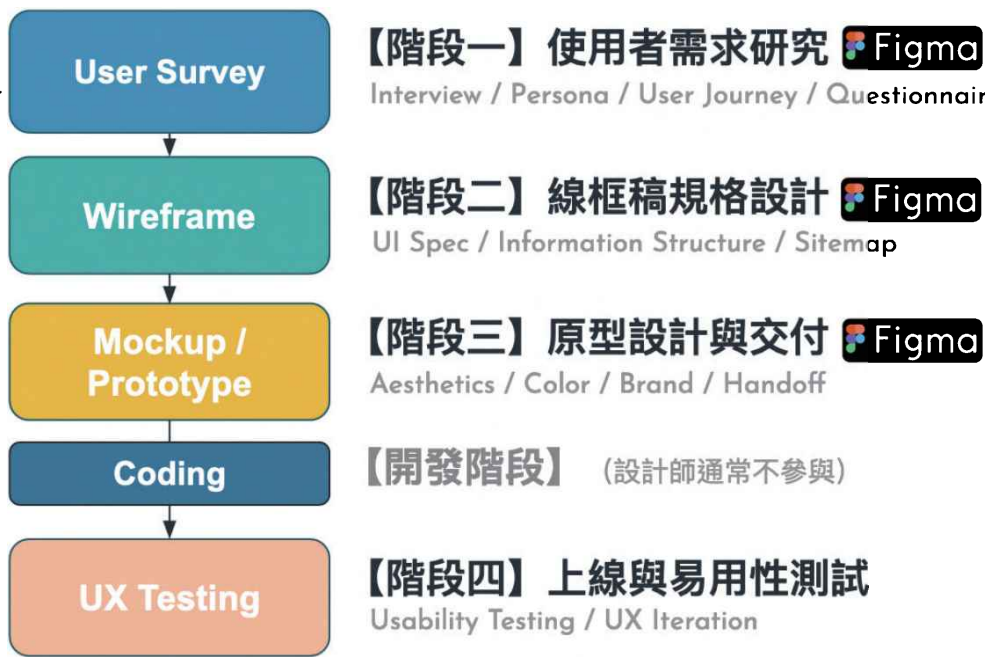 User Survey
【階段一】使用者需求研究 Figma
Interview / Persona / User Journey / Questionnair
Wireframe
【階段二】線框稿規格設計 Figma
UI Spec / Information Structure / Sitemap
Mockup /
Prototype
【階段三】原型設計與交付 Figma
Aesthetics / Color / Brand / Handoff
Coding
【開發階段】（設計師通常不參與）
UX Testing
【階段四】上線與易用性測試
Usability Testing / UX Iteration